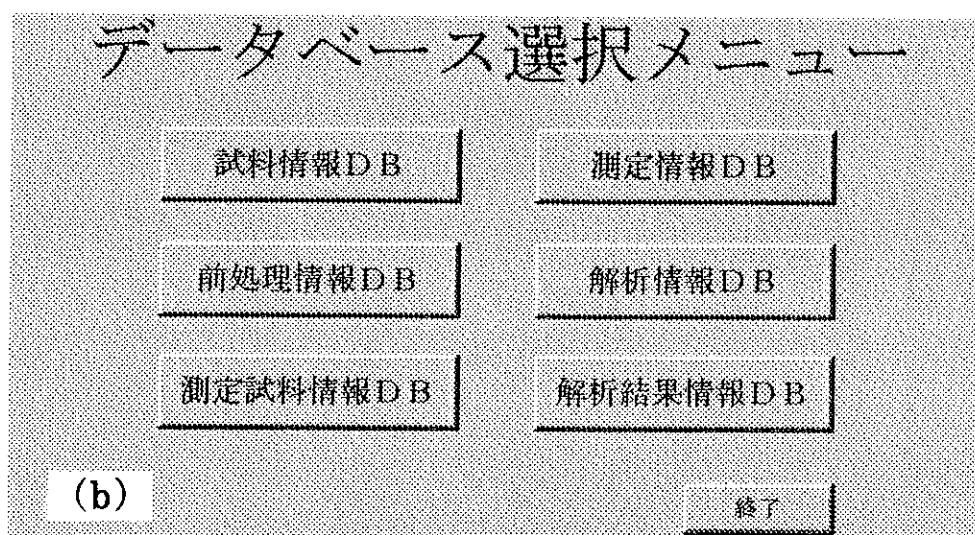 データベース選択メニュー
試料情報ＤＢ
測定情報ＤＢ
前処理情報ＤＢ
解析情報ＤＢ
測定試料情報ＤＢ
解析結果情報ＤＢ
(b)
終了